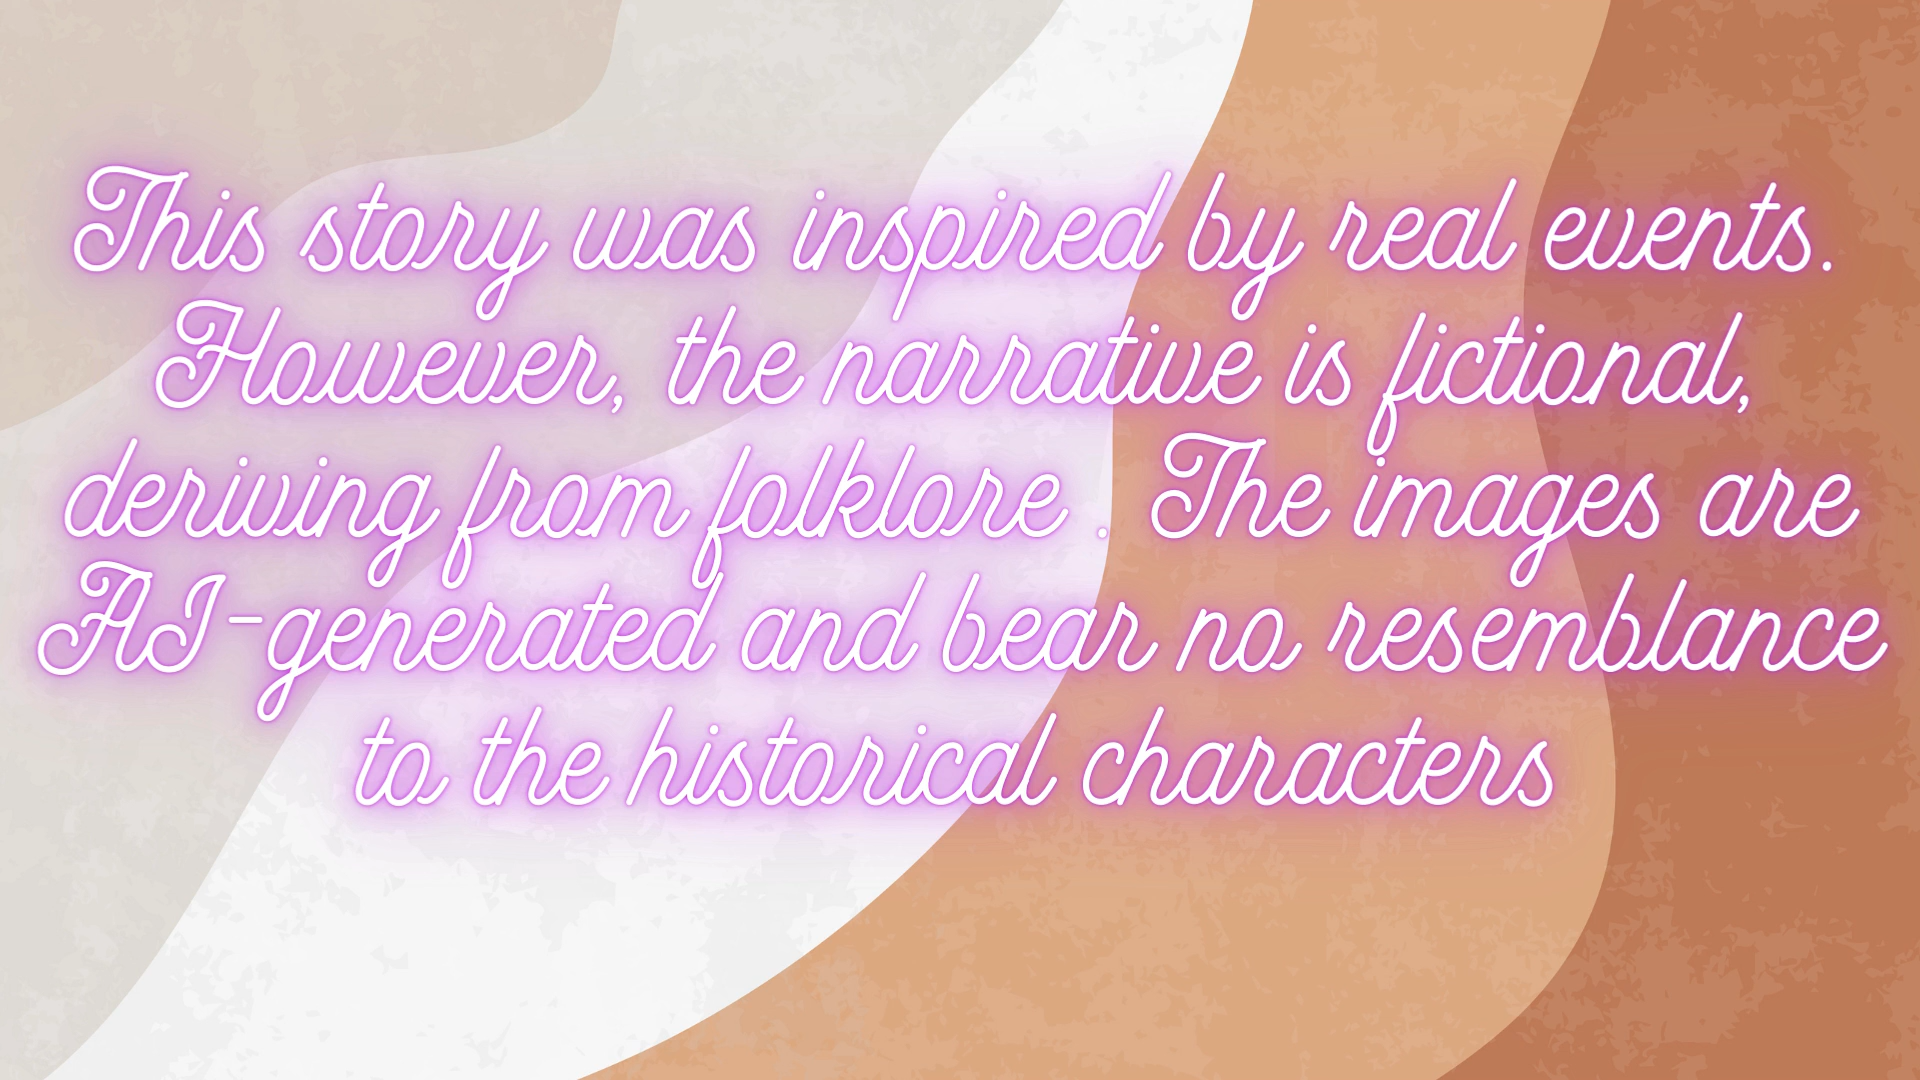 This story was inspired by real events.
However, the narrative is fictional,
deriving from folklore . The images are
AI-generated and bear no resemblance
to the historical characters